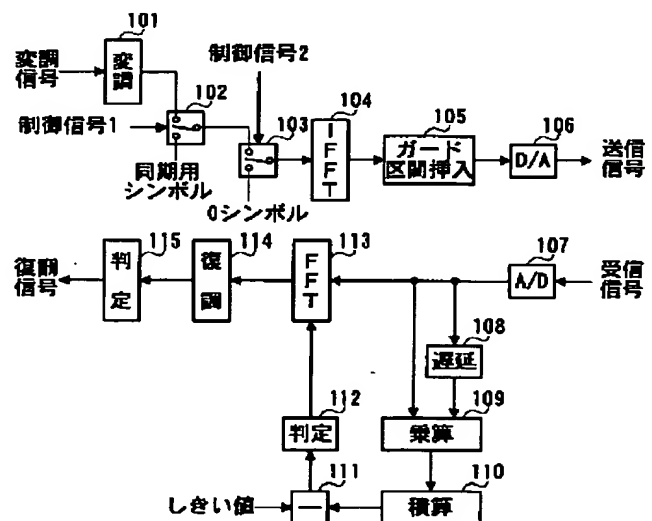 101
変調
信号
変調
制御信号2
102
制御信号1
同期用
シンボル
103
0シンボル
104
IFFT
105
ガード
区間挿入
106
D/A
送信
信号
115
復調
信号
判定
114
復調
113
FFT
107
A/D
受信
信号
108
遅延
112
判定
109
乗算
111
しきい値
ー
110
積算